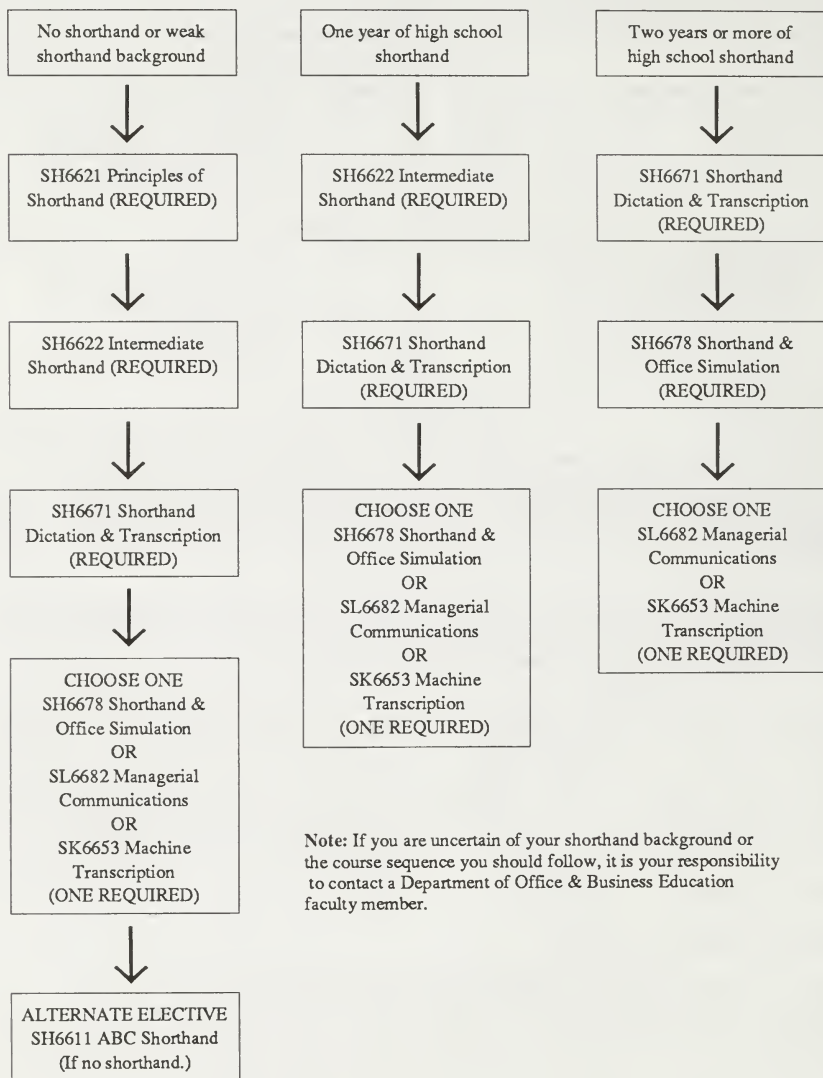 No shorthand or weak
shorthand background
SH6621 Principles of
Shorthand (REQUIRED)
SH6622 Intermediate
Shorthand (REQUIRED)
SH6671 Shorthand
Dictation & Transcription
(REQUIRED)
CHOOSE ONE
SH6678 Shorthand &
Office Simulation
OR
SL6682 Managerial
Communications
OR
SK6653 Machine
Transcription
(ONE REQUIRED)
ALTERNATE ELECTIVE
SH6611 ABC Shorthand
(If no shorthand.)
One year of high school
shorthand
SH6622 Intermediate
Shorthand (REQUIRED)
SH6671 Shorthand
Dictation & Transcription
(REQUIRED)
CHOOSE ONE
SH6678 Shorthand &
Office Simulation
OR
SL6682 Managerial
Communications
OR
SK6653 Machine
Transcription
(ONE REQUIRED)
Two years or more of
high school shorthand
SH6671 Shorthand
Dictation & Transcription
(REQUIRED)
SH6678 Shorthand &
Office Simulation
(REQUIRED)
CHOOSE ONE
SL6682 Managerial
Communications
OR
SK6653 Machine
Transcription
(ONE REQUIRED)
Note: If you are uncertain of your shorthand background or
the course sequence you should follow, it is your responsibility
to contact a Department of Office & Business Education
faculty member.